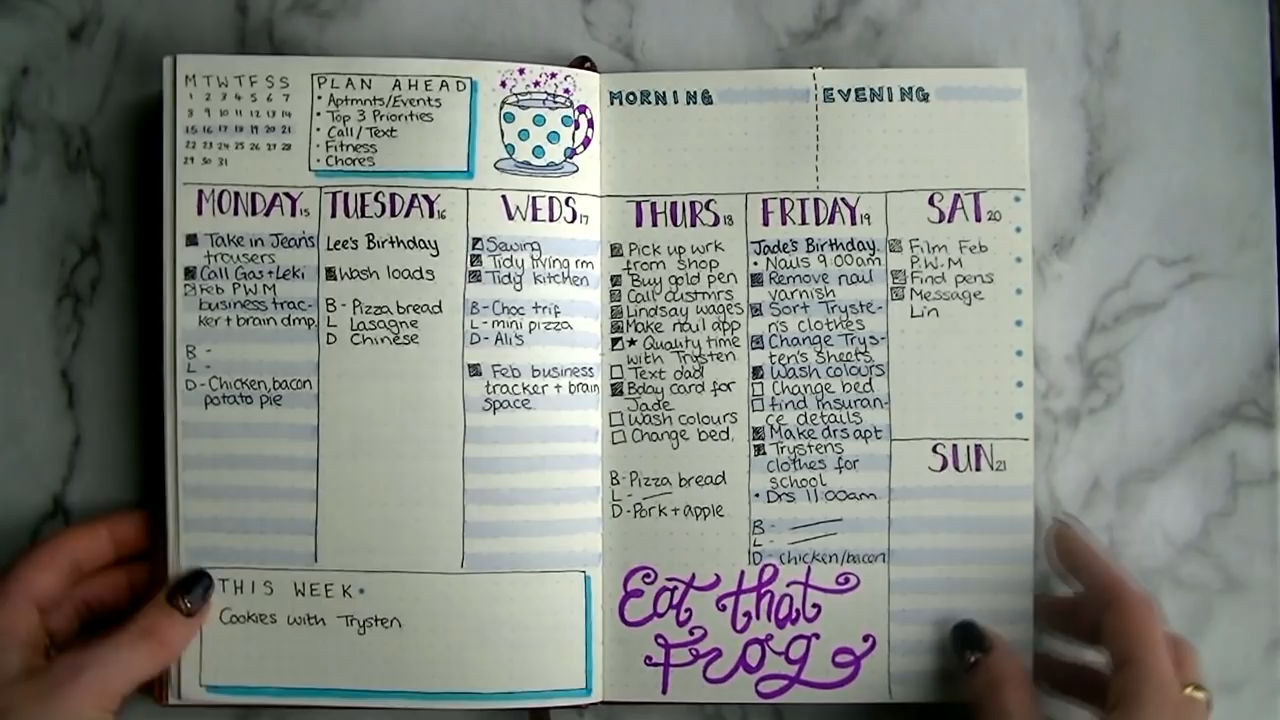 M T W T F S S
1 2 3 4 5 6 7
8 9 10 11 12 13 14
15 16 17 18 19 20 21
22 23 24 25 26 27 28
29 30 31
PLAN AHEAD
• Aptmnts/Events
• Top 3 Priorities
• Call/Text
• Fitness
• Chores
MORNING
EVENING
MONDAY 15
Take in Jean's
trousers
Call Gas+Leki
Feb PWM
business trac-
ker+brain dmp.
B -
L -
D - Chicken, bacon
potato pie
TUESDAY 16
Lee's Birthday
Wash loads
B - Pizza bread
L Lasagne
D Chinese
WEDS 17
Sewing
Tidy living rm
Tidy kitchen
B - Choc trif
L - mini pizza
D - Ali's
Feb business
tracker + brain
space
THURS 18
Pick up wrk
from shop
Buy gold pen
Call custmrs
Lindsay wages
Make nail app
★ Quality time
with Trysten
Text dad
Bday card for
Jade
Wash colours
Change bed.
B - Pizza bread
L -
D - Pork + apple
FRIDAY 19
Jade's Birthday.
• Nails 9:00am
Remove nail
varnish
Sort Tryste-
n's clothes
Change Trys-
ten's sheets.
Wash colours
Change bed
find insuran-
ce details
Make drs apt
Trystens
clothes for
school
• Drs 11:00am
B -
L -
D - chicken/bacon
SAT 20
Film Feb
P.W.M
Find pens
Message
Lin
SUN 21
THIS WEEK•
Cookies with Trysten
Eat that
Frog